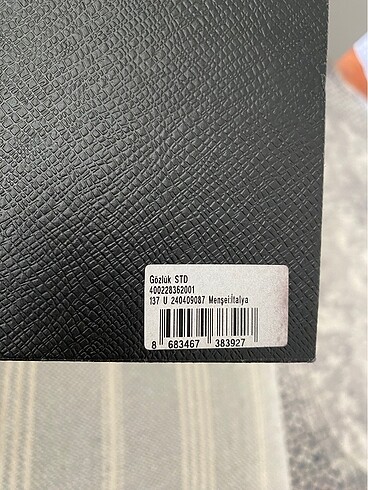 Gözlük STD
400228362001
137 U 240409087 Menşei:İtalya
8 683467 383927